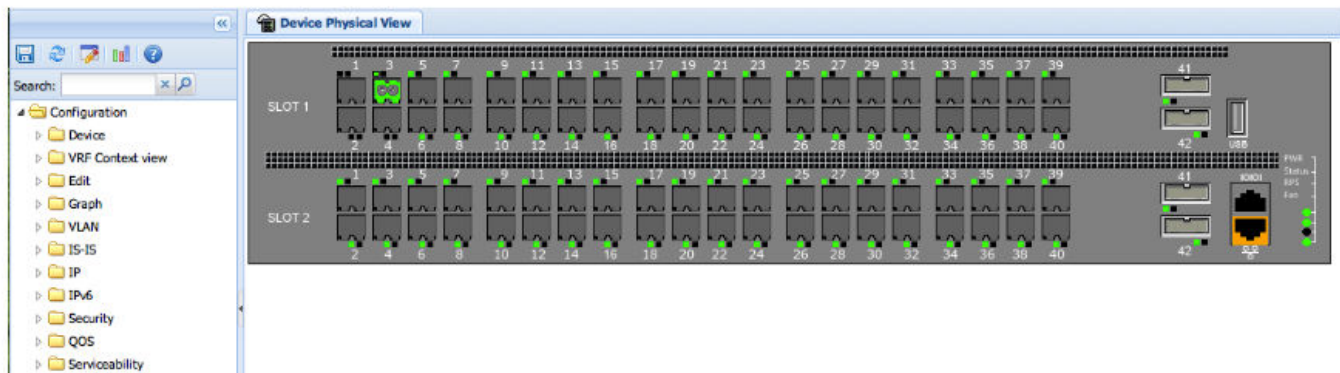 Device Physical View
Search:
Configuration
Device
VRF Context view
Edit
Graph
VLAN
IS-IS
IP
IPv6
Security
QOS
Serviceability
1 3 5 7 9 11 13 15 17 19 21 23 25 27 29 31 33 35 37 39 41
SLOT 1
2 4 6 8 10 12 14 16 18 20 22 24 26 28 30 32 34 36 38 40 42 USB
1 3 5 7 9 11 13 15 17 19 21 23 25 27 29 31 33 35 37 39 41 IOIOI
PWR
Status
RPS
Fan
SLOT 2
2 4 6 8 10 12 14 16 18 20 22 24 26 28 30 32 34 36 38 40 42